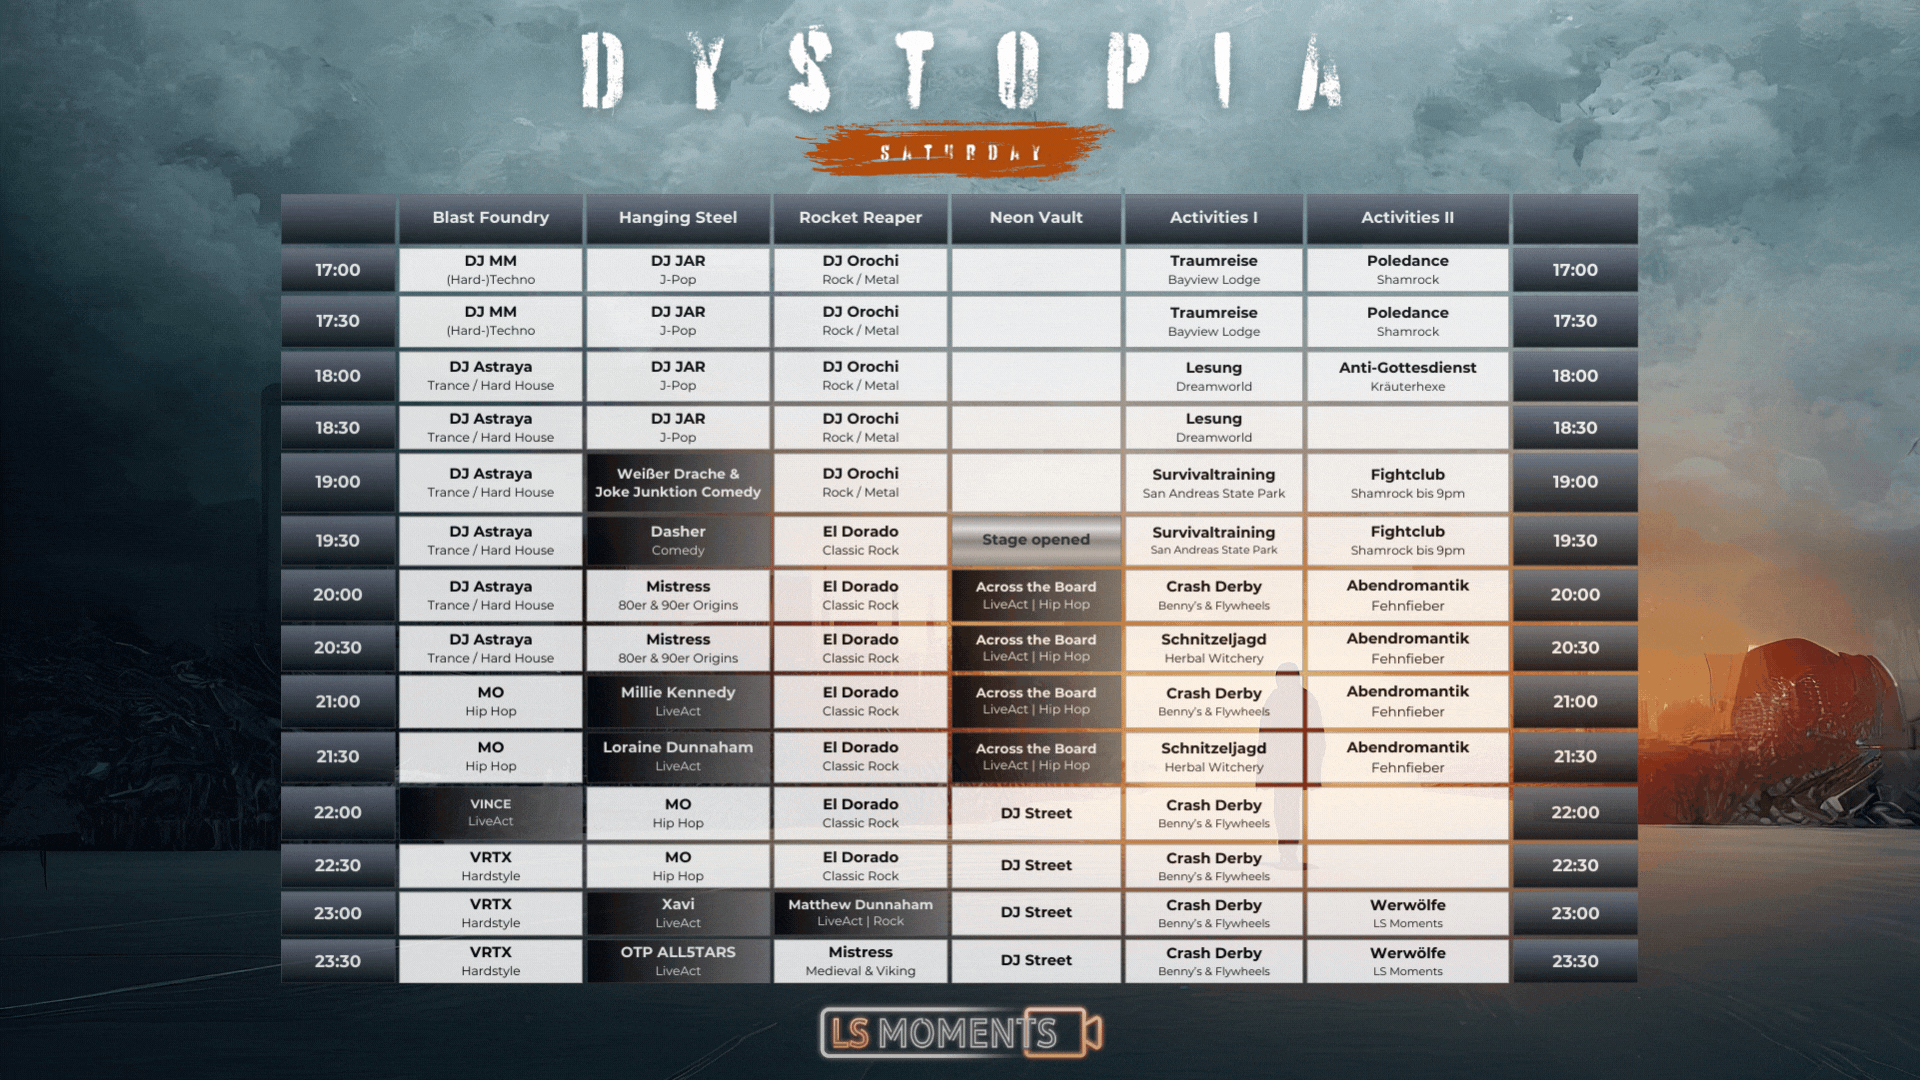 DYSTOPIA
SATURDAY
Blast Foundry Hanging Steel Rocket Reaper Neon Vault Activities I Activities II
17:00 DJ MM DJ JAR DJ Orochi Traumreise Poledance 17:00
(Hard-)Techno J-Pop Rock / Metal Bayview Lodge Shamrock
17:30 DJ MM DJ JAR DJ Orochi Traumreise Poledance 17:30
(Hard-)Techno J-Pop Rock / Metal Bayview Lodge Shamrock
18:00 DJ Astraya DJ JAR DJ Orochi Lesung Anti-Gottesdienst 18:00
Trance / Hard House J-Pop Rock / Metal Dreamworld Kräuterhexe
18:30 DJ Astraya DJ JAR DJ Orochi Lesung 18:30
Trance / Hard House J-Pop Rock / Metal Dreamworld
19:00 DJ Astraya Weißer Drache & DJ Orochi Survivaltraining Fightclub 19:00
Trance / Hard House Joke Junktion Comedy Rock / Metal San Andreas State Park Shamrock bis 9pm
19:30 DJ Astraya Dasher El Dorado Stage opened Survivaltraining Fightclub 19:30
Trance / Hard House Comedy Classic Rock San Andreas State Park Shamrock bis 9pm
20:00 DJ Astraya Mistress El Dorado Across the Board Crash Derby Abendromantik 20:00
Trance / Hard House 80er & 90er Origins Classic Rock LiveAct | Hip Hop Benny's & Flywheels Fehnfieber
20:30 DJ Astraya Mistress El Dorado Across the Board Schnitzeljagd Abendromantik 20:30
Trance / Hard House 80er & 90er Origins Classic Rock LiveAct | Hip Hop Herbal Witchery Fehnfieber
21:00 MO Millie Kennedy El Dorado Across the Board Crash Derby Abendromantik 21:00
Hip Hop LiveAct Classic Rock LiveAct | Hip Hop Benny's & Flywheels Fehnfieber
21:30 MO Loraine Dunnaham El Dorado Across the Board Schnitzeljagd Abendromantik 21:30
Hip Hop LiveAct Classic Rock LiveAct | Hip Hop Herbal Witchery Fehnfieber
22:00 VINCE MO El Dorado DJ Street Crash Derby 22:00
LiveAct Hip Hop Classic Rock Benny's & Flywheels
22:30 VRTX MO El Dorado DJ Street Crash Derby 22:30
Hardstyle Hip Hop Classic Rock Benny's & Flywheels
23:00 VRTX Xavi Matthew Dunnaham DJ Street Crash Derby Werwölfe 23:00
Hardstyle LiveAct LiveAct | Rock Benny's & Flywheels LS Moments
23:30 VRTX OTP ALL5TARS Mistress DJ Street Crash Derby Werwölfe 23:30
Hardstyle LiveAct Medieval & Viking Benny's & Flywheels LS Moments
LS MOMENTS